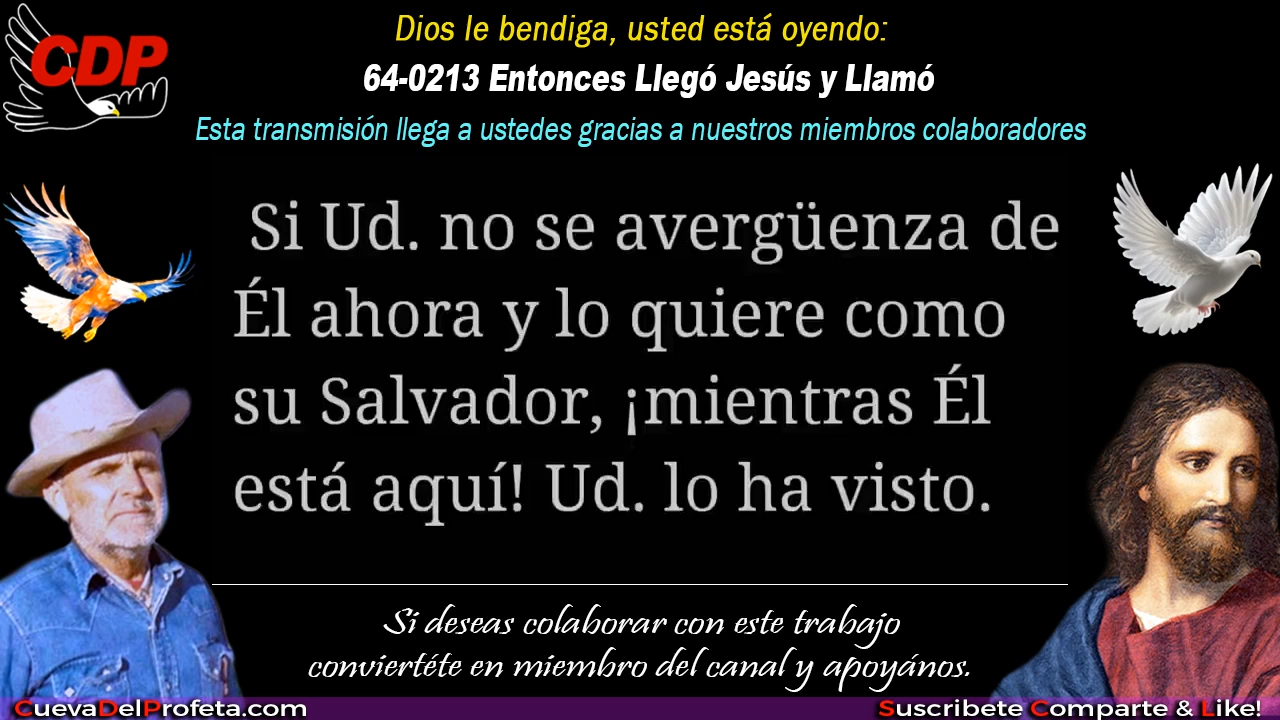 CDP
Dios le bendiga, usted está oyendo:
64-0213 Entonces Llegó Jesús y Llamó
Esta transmisión llega a ustedes gracias a nuestros miembros colaboradores
Si Ud. no se avergüenza de
Él ahora y lo quiere como
su Salvador, ¡mientras Él
está aquí! Ud. lo ha visto.
Si deseas colaborar con este trabajo
conviertéte en miembro del canal y apoyános.
CuevaDelProfeta.com
Suscribete Comparte & Like!